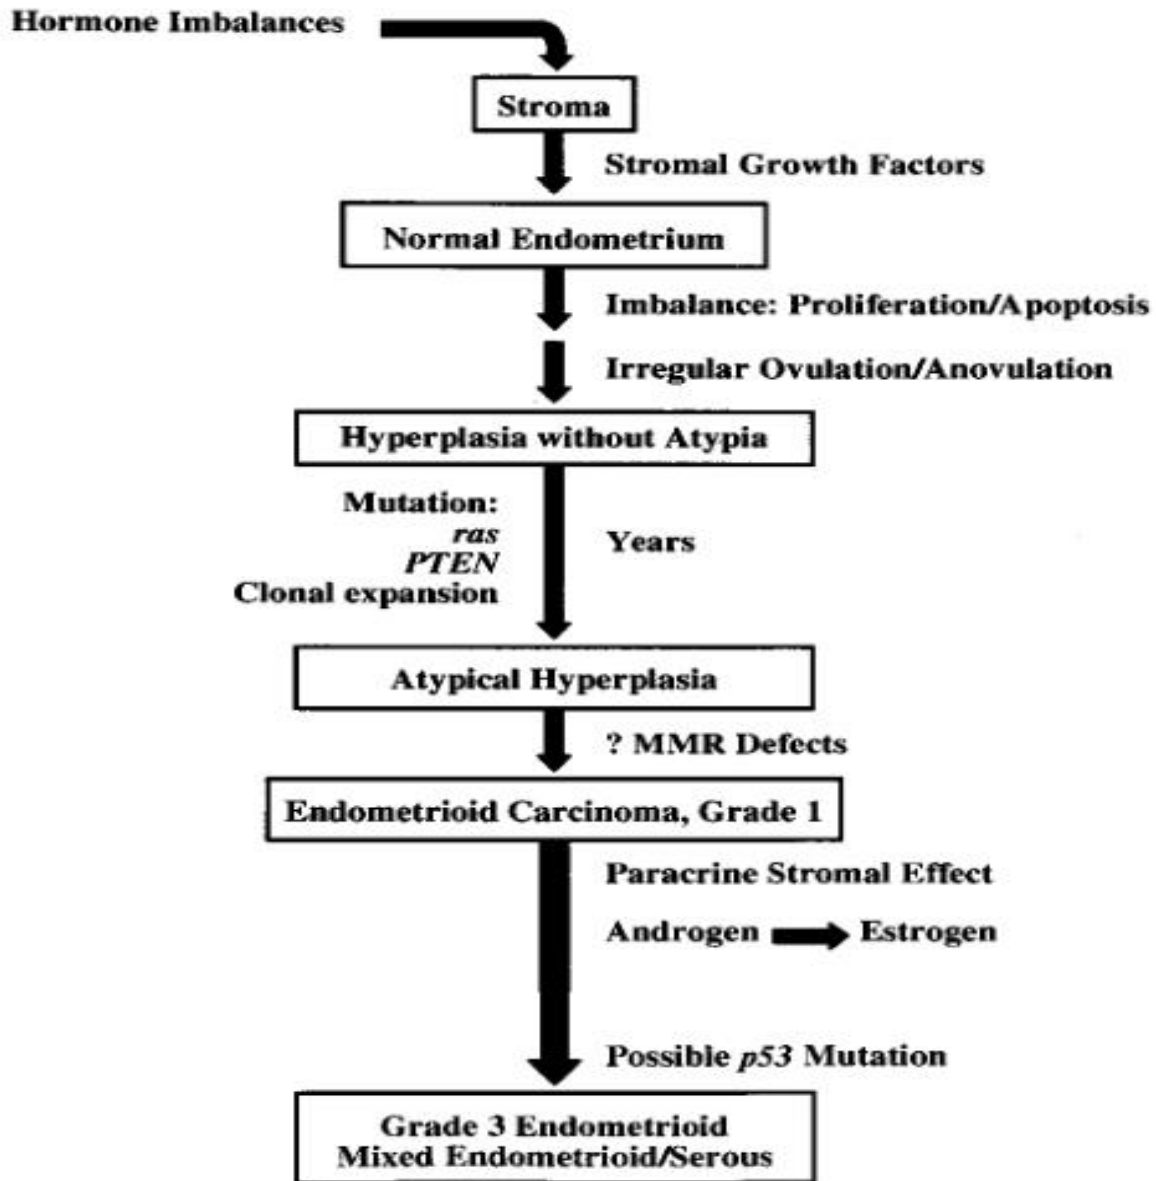 Hormone Imbalances
Stroma
Stromal Growth Factors
Normal Endometrium
Imbalance: Proliferation/Apoptosis
Irregular Ovulation/Anovulation
Hyperplasia without Atypia
Mutation:
ras
PTEN
Clonal expansion
Years
Atypical Hyperplasia
? MMR Defects
Endometrioid Carcinoma, Grade 1
Paracrine Stromal Effect
Androgen Estrogen
Possible p53 Mutation
Grade 3 Endometrioid
Mixed Endometrioid/Serous